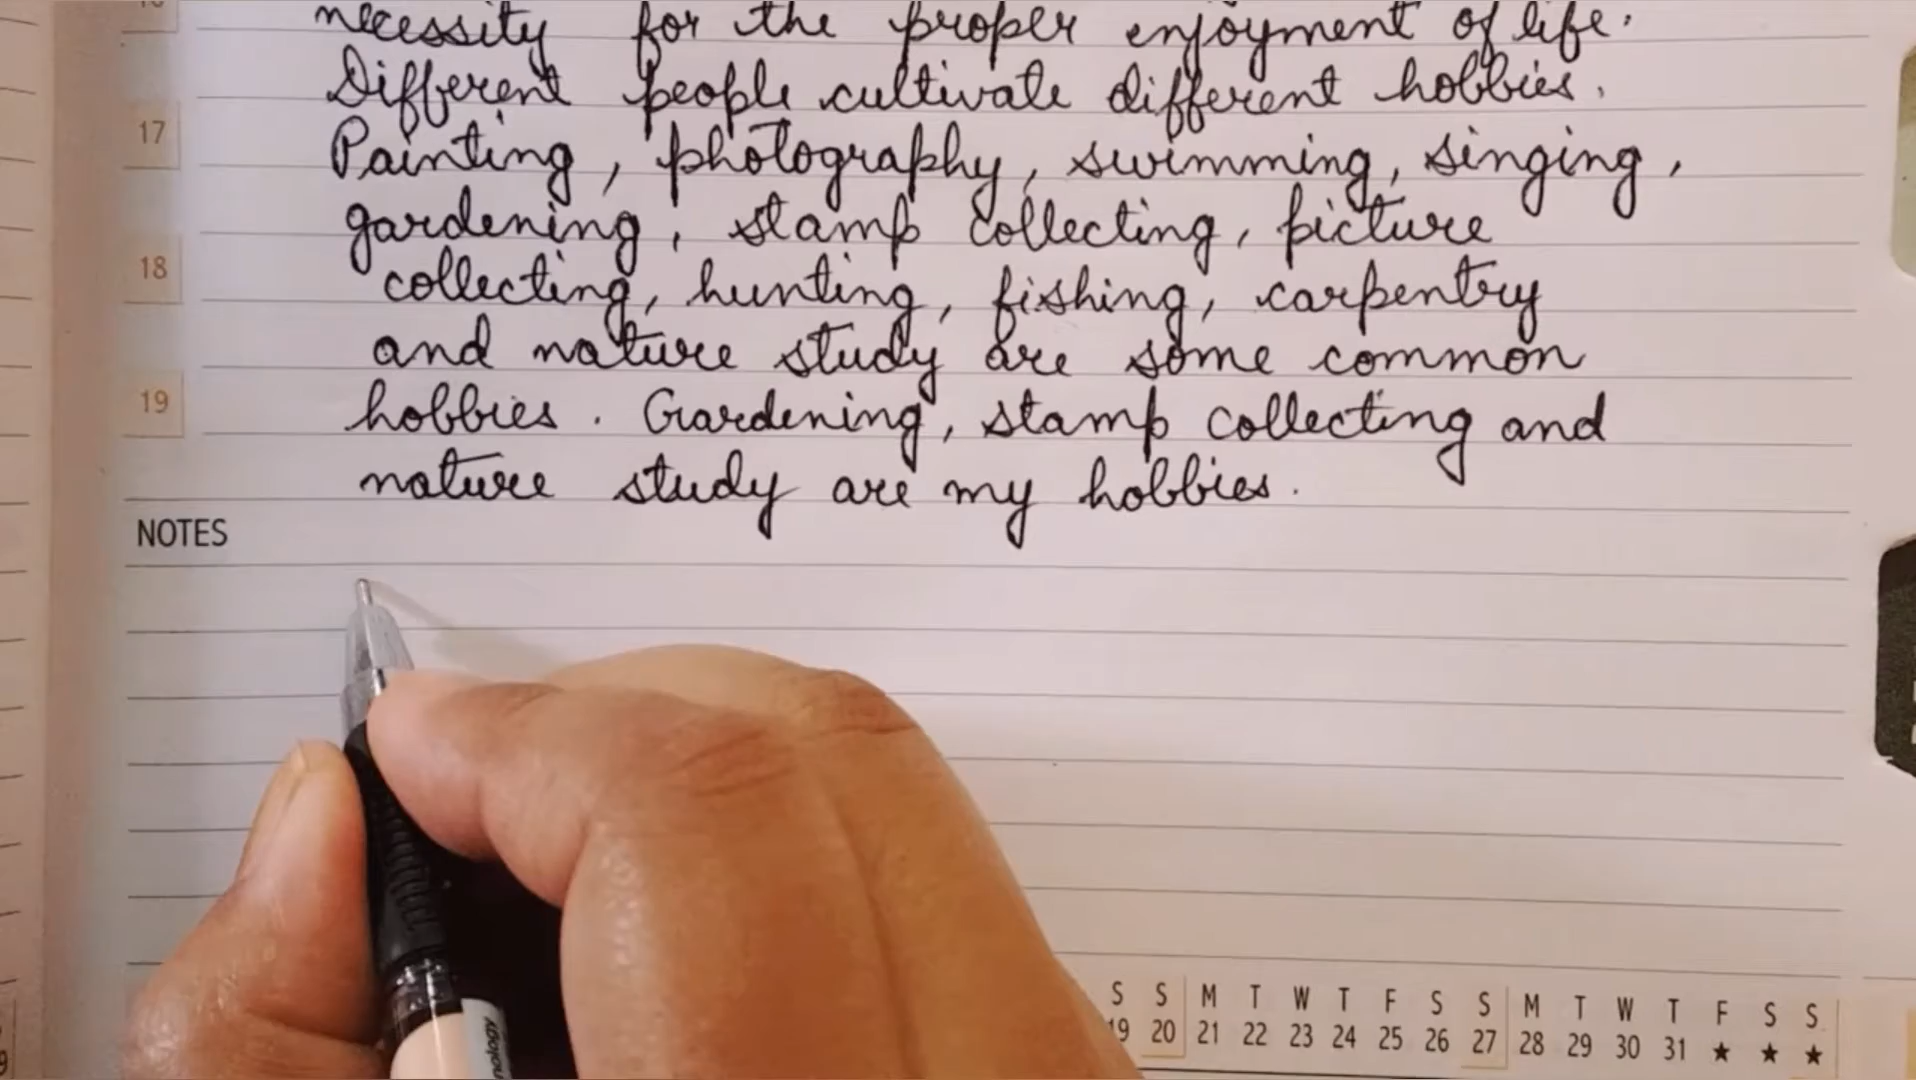 necessity for the proper enjoyment of life.
Different people cultivate different hobbies.
17
Painting, photography, swimming, singing,
gardening, stamp collecting, picture
18
collecting, hunting, fishing, carpentry
and nature study are some common
19
hobbies. Gardening, stamp collecting and
nature study are my hobbies.
NOTES
S S M T W T F S S M T W T F S S
19 20 21 22 23 24 25 26 27 28 29 30 31 ★ ★ ★